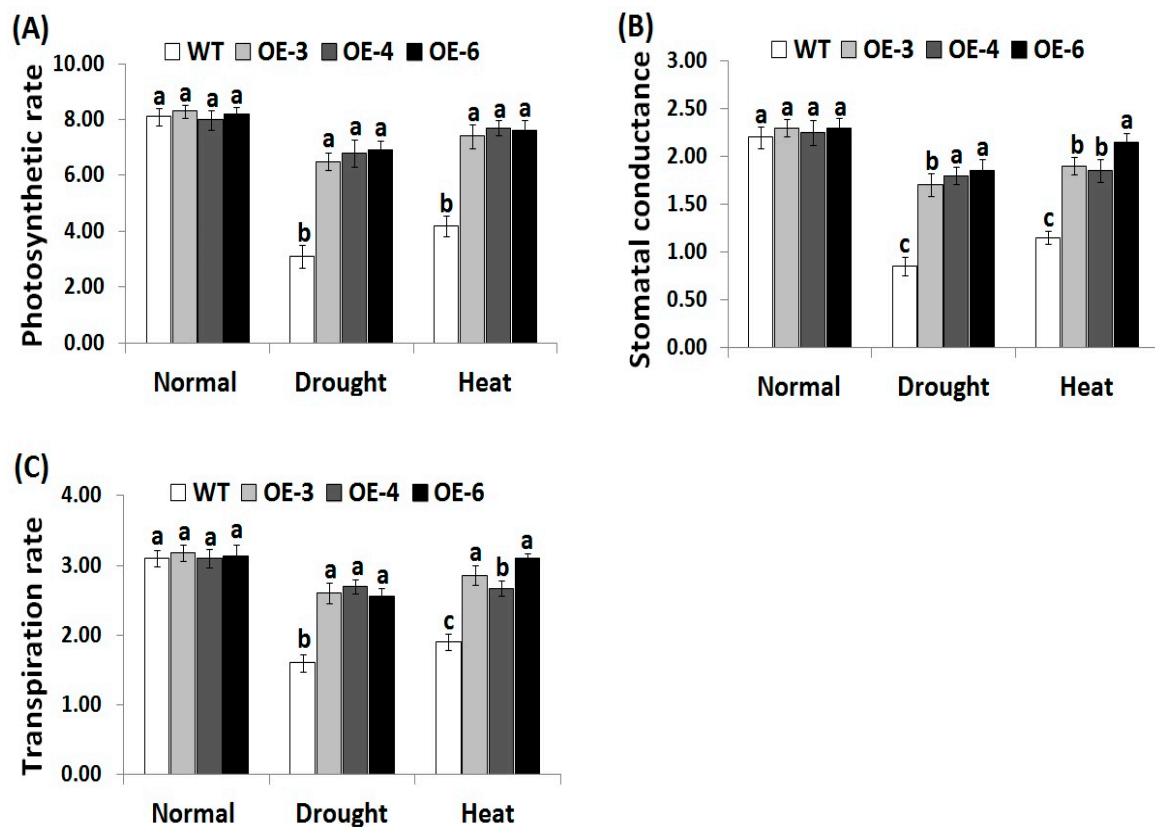 (A)
WT OE-3 OE-4 OE-6
Photosynthetic rate
10.00
8.00
6.00
4.00
2.00
0.00
a a a a
b a a a
b a a a
Normal Drought Heat
(B)
WT OE-3 OE-4 OE-6
Stomatal conductance
3.00
2.50
2.00
1.50
1.00
0.50
0.00
a a a a
c b a a
c b b a
Normal Drought Heat
(C)
WT OE-3 OE-4 OE-6
Transpiration rate
4.00
3.00
2.00
1.00
0.00
a a a a
b a a a
c a b a
Normal Drought Heat